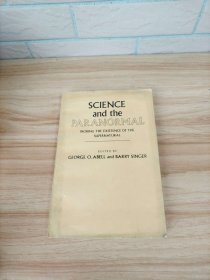 SCIENCE
and the
PARANORMAL
PROBING THE EXISTENCE OF THE
SUPERNATURAL
EDITED BY
GEORGE O. ABELL and BARRY SINGER